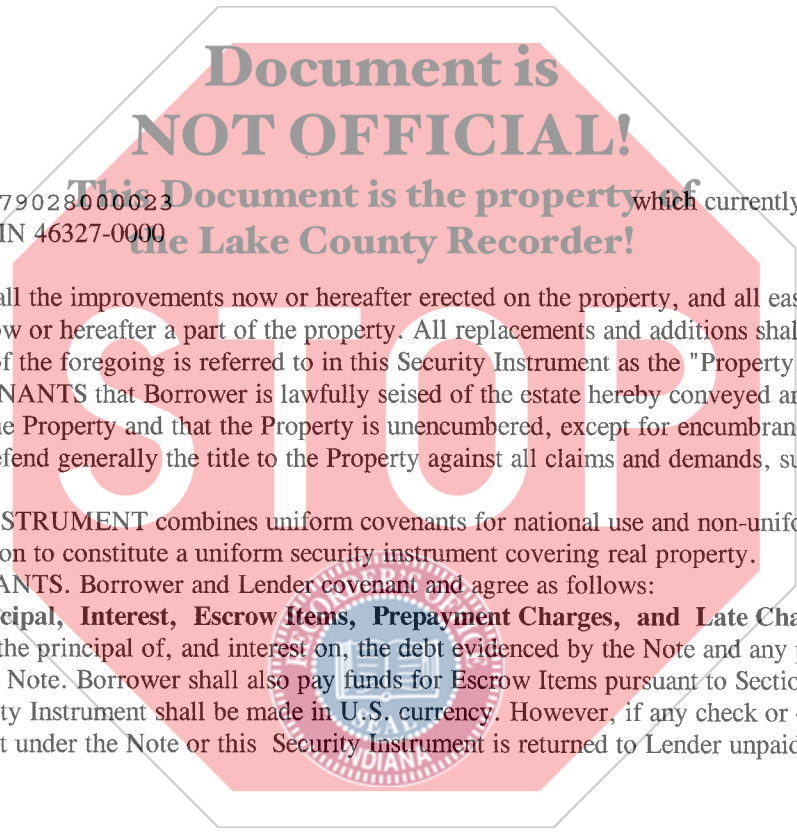 Document is
NOT OFFICIAL!
This Document is the property of
the Lake County Recorder!
79028000023 which currently
IN 46327-0000
all the improvements now or hereafter erected on the property, and all eas
ow or hereafter a part of the property. All replacements and additions shal
of the foregoing is referred to in this Security Instrument as the "Property
NANTS that Borrower is lawfully seised of the estate hereby conveyed an
he Property and that the Property is unencumbered, except for encumbran
efend generally the title to the Property against all claims and demands, su
STOP
STRUMENT combines uniform covenants for national use and non-unifo
on to constitute a uniform security instrument covering real property.
ANTS. Borrower and Lender covenant and agree as follows:
cipal, Interest, Escrow Items, Prepayment Charges, and Late Cha
the principal of, and interest on, the debt evidenced by the Note and any p
Note. Borrower shall also pay funds for Escrow Items pursuant to Sectio
ty Instrument shall be made in U.S. currency. However, if any check or
t under the Note or this Security Instrument is returned to Lender unpaid
RECORDER'S OFFICE
SEAL
INDIANA